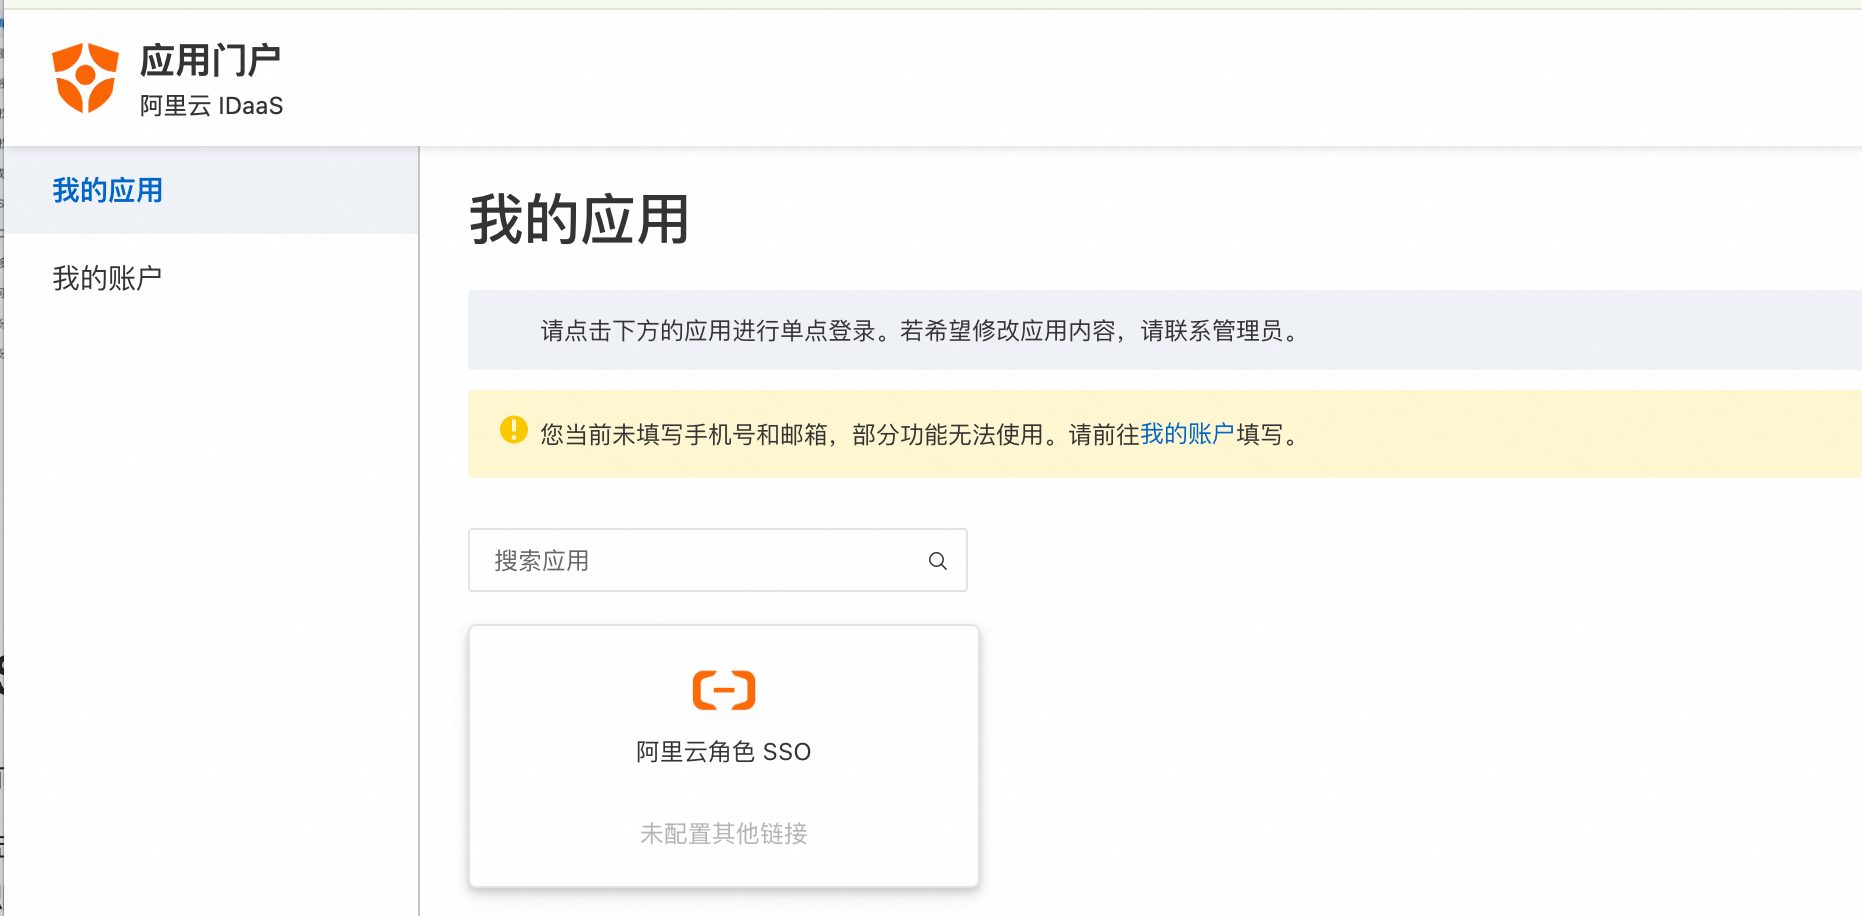 应用门户
阿里云 IDaaS
我的应用
我的账户
我的应用
请点击下方的应用进行单点登录。若希望修改应用内容，请联系管理员。
您当前未填写手机号和邮箱，部分功能无法使用。请前往我的账户填写。
搜索应用
阿里云角色 SSO
未配置其他链接